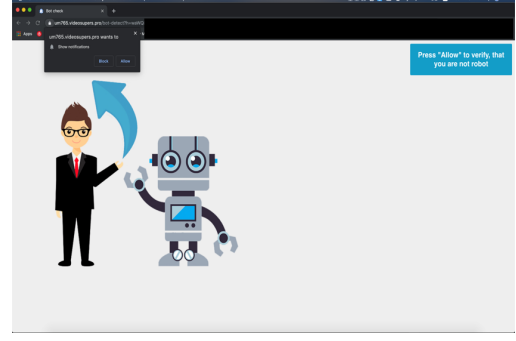 Bot check
um765.videosupers.pro/bot-detect?h=
Apps
um765.videosupers.pro wants to
Show notifications
Block
Allow
Press "Allow" to verify, that
you are not robot